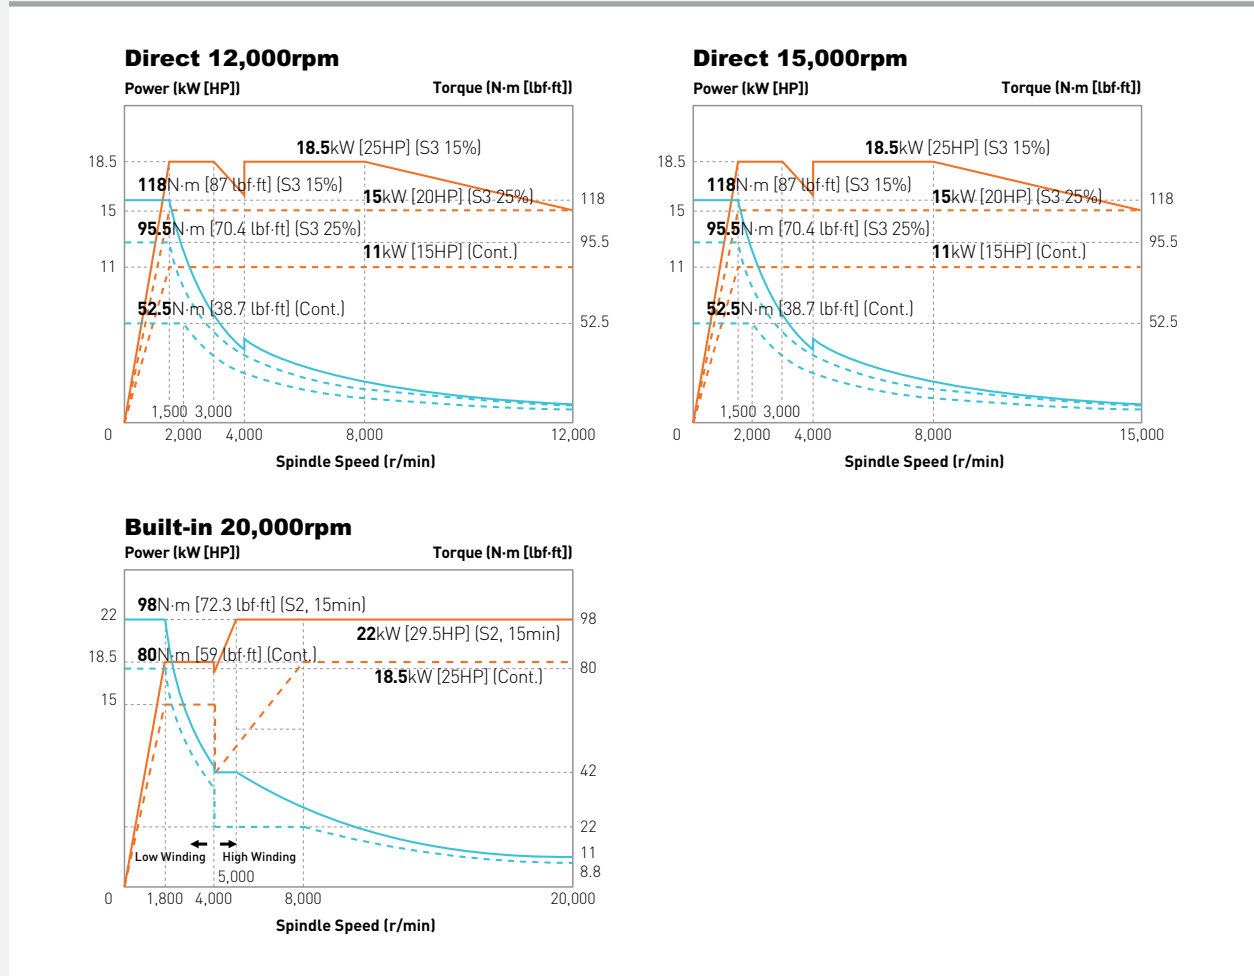 Direct 12,000rpm
Power (kW [HP]) Torque (N·m [lbf·ft])
18.5kW [25HP] (S3 15%)
18.5
118N·m [87 lbf·ft] (S3 15%)
15kW [20HP] (S3 25%)
118
15
95.5N·m [70.4 lbf·ft] (S3 25%)
95.5
11kW [15HP] (Cont.)
11
52.5N·m [38.7 lbf·ft] (Cont.)
52.5
1,500 3,000
0 2,000 4,000 8,000 12,000
Spindle Speed (r/min)
Direct 15,000rpm
Power (kW [HP]) Torque (N·m [lbf·ft])
18.5kW [25HP] (S3 15%)
18.5
118N·m [87 lbf·ft] (S3 15%)
15kW [20HP] (S3 25%)
118
15
95.5N·m [70.4 lbf·ft] (S3 25%)
95.5
11kW [15HP] (Cont.)
11
52.5N·m [38.7 lbf·ft] (Cont.)
52.5
1,500 3,000
0 2,000 4,000 8,000 15,000
Spindle Speed (r/min)
Built-in 20,000rpm
Power (kW [HP]) Torque (N·m [lbf·ft])
98N·m [72.3 lbf·ft] (S2, 15min)
22 98
22kW [29.5HP] (S2, 15min)
80N·m [59 lbf·ft] (Cont.)
18.5 80
18.5kW [25HP] (Cont.)
15
42
22
11
Low Winding High Winding
8.8
5,000
0 1,800 4,000 8,000 20,000
Spindle Speed (r/min)